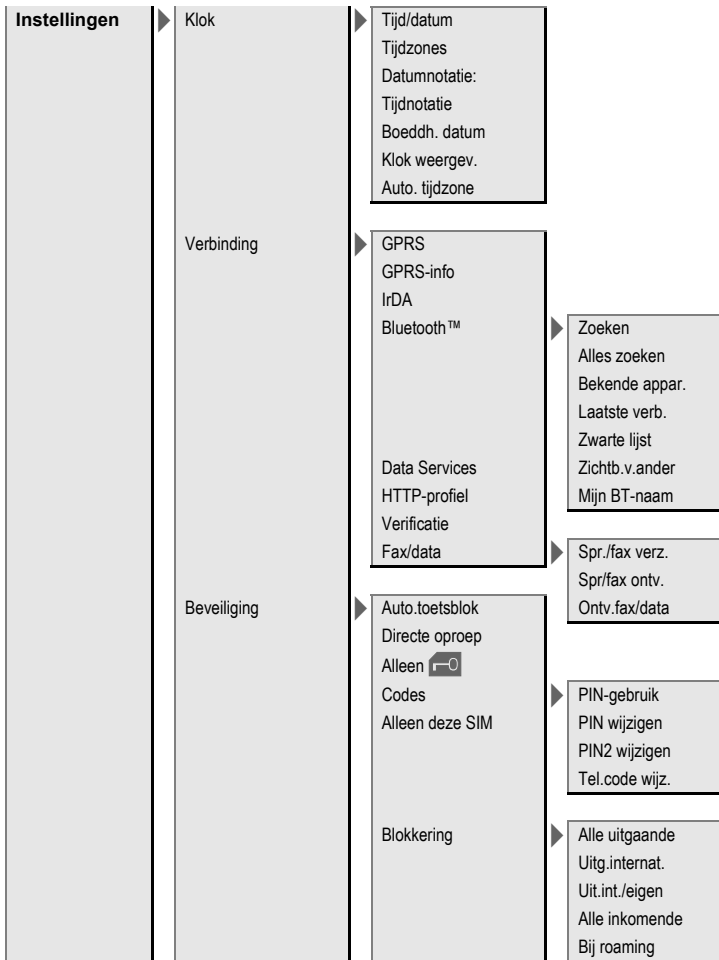 Instellingen
Klok
Tijd/datum
Tijdzones
Datumnotatie:
Tijdnotatie
Boeddh. datum
Klok weergev.
Auto. tijdzone
Verbinding
GPRS
GPRS-info
IrDA
Bluetooth™
Zoeken
Alles zoeken
Bekende appar.
Laatste verb.
Zwarte lijst
Zichtb.v.ander
Mijn BT-naam
Data Services
HTTP-profiel
Verificatie
Fax/data
Spr./fax verz.
Spr/fax ontv.
Ontv.fax/data
Beveiliging
Auto.toetsblok
Directe oproep
Alleen
Codes
PIN-gebruik
PIN wijzigen
PIN2 wijzigen
Tel.code wijz.
Alleen deze SIM
Blokkering
Alle uitgaande
Uitg.internat.
Uit.int./eigen
Alle inkomende
Bij roaming